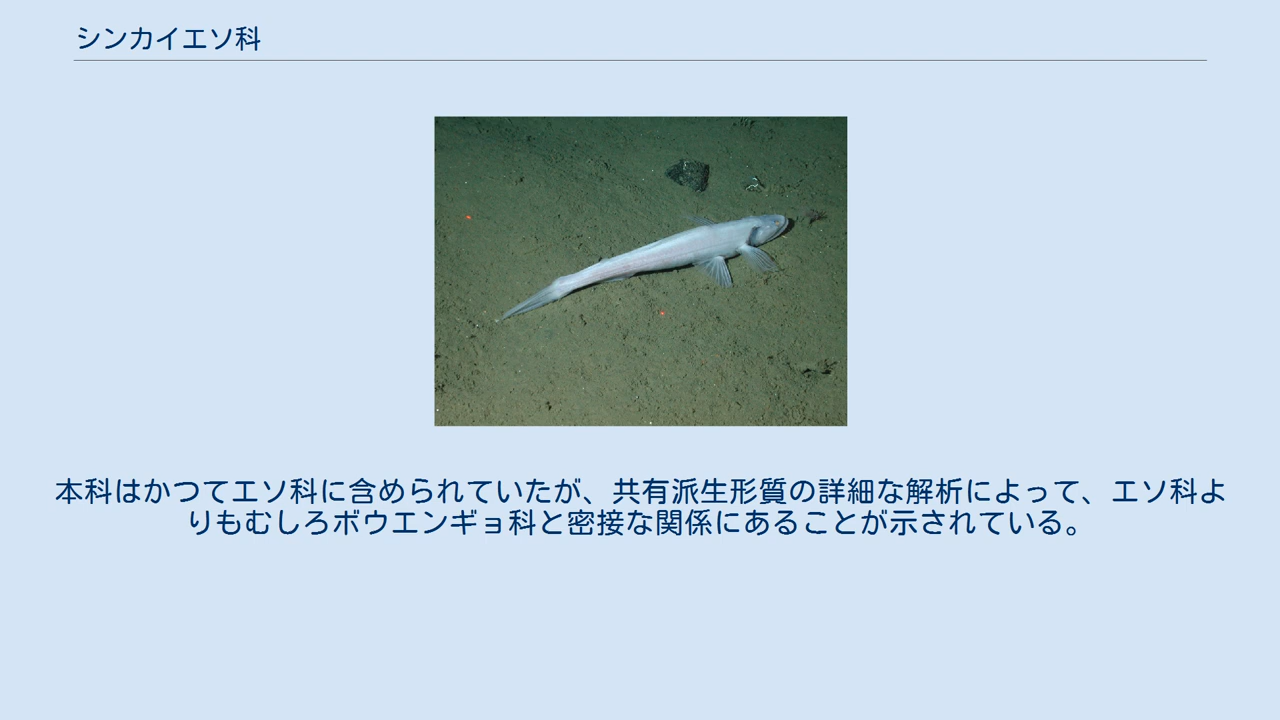 シンカイエソ科
本科はかつてエソ科に含められていたが、共有派生形質の詳細な解析によって、エソ科よ
りもむしろボウエンギョ科と密接な関係にあることが示されている。